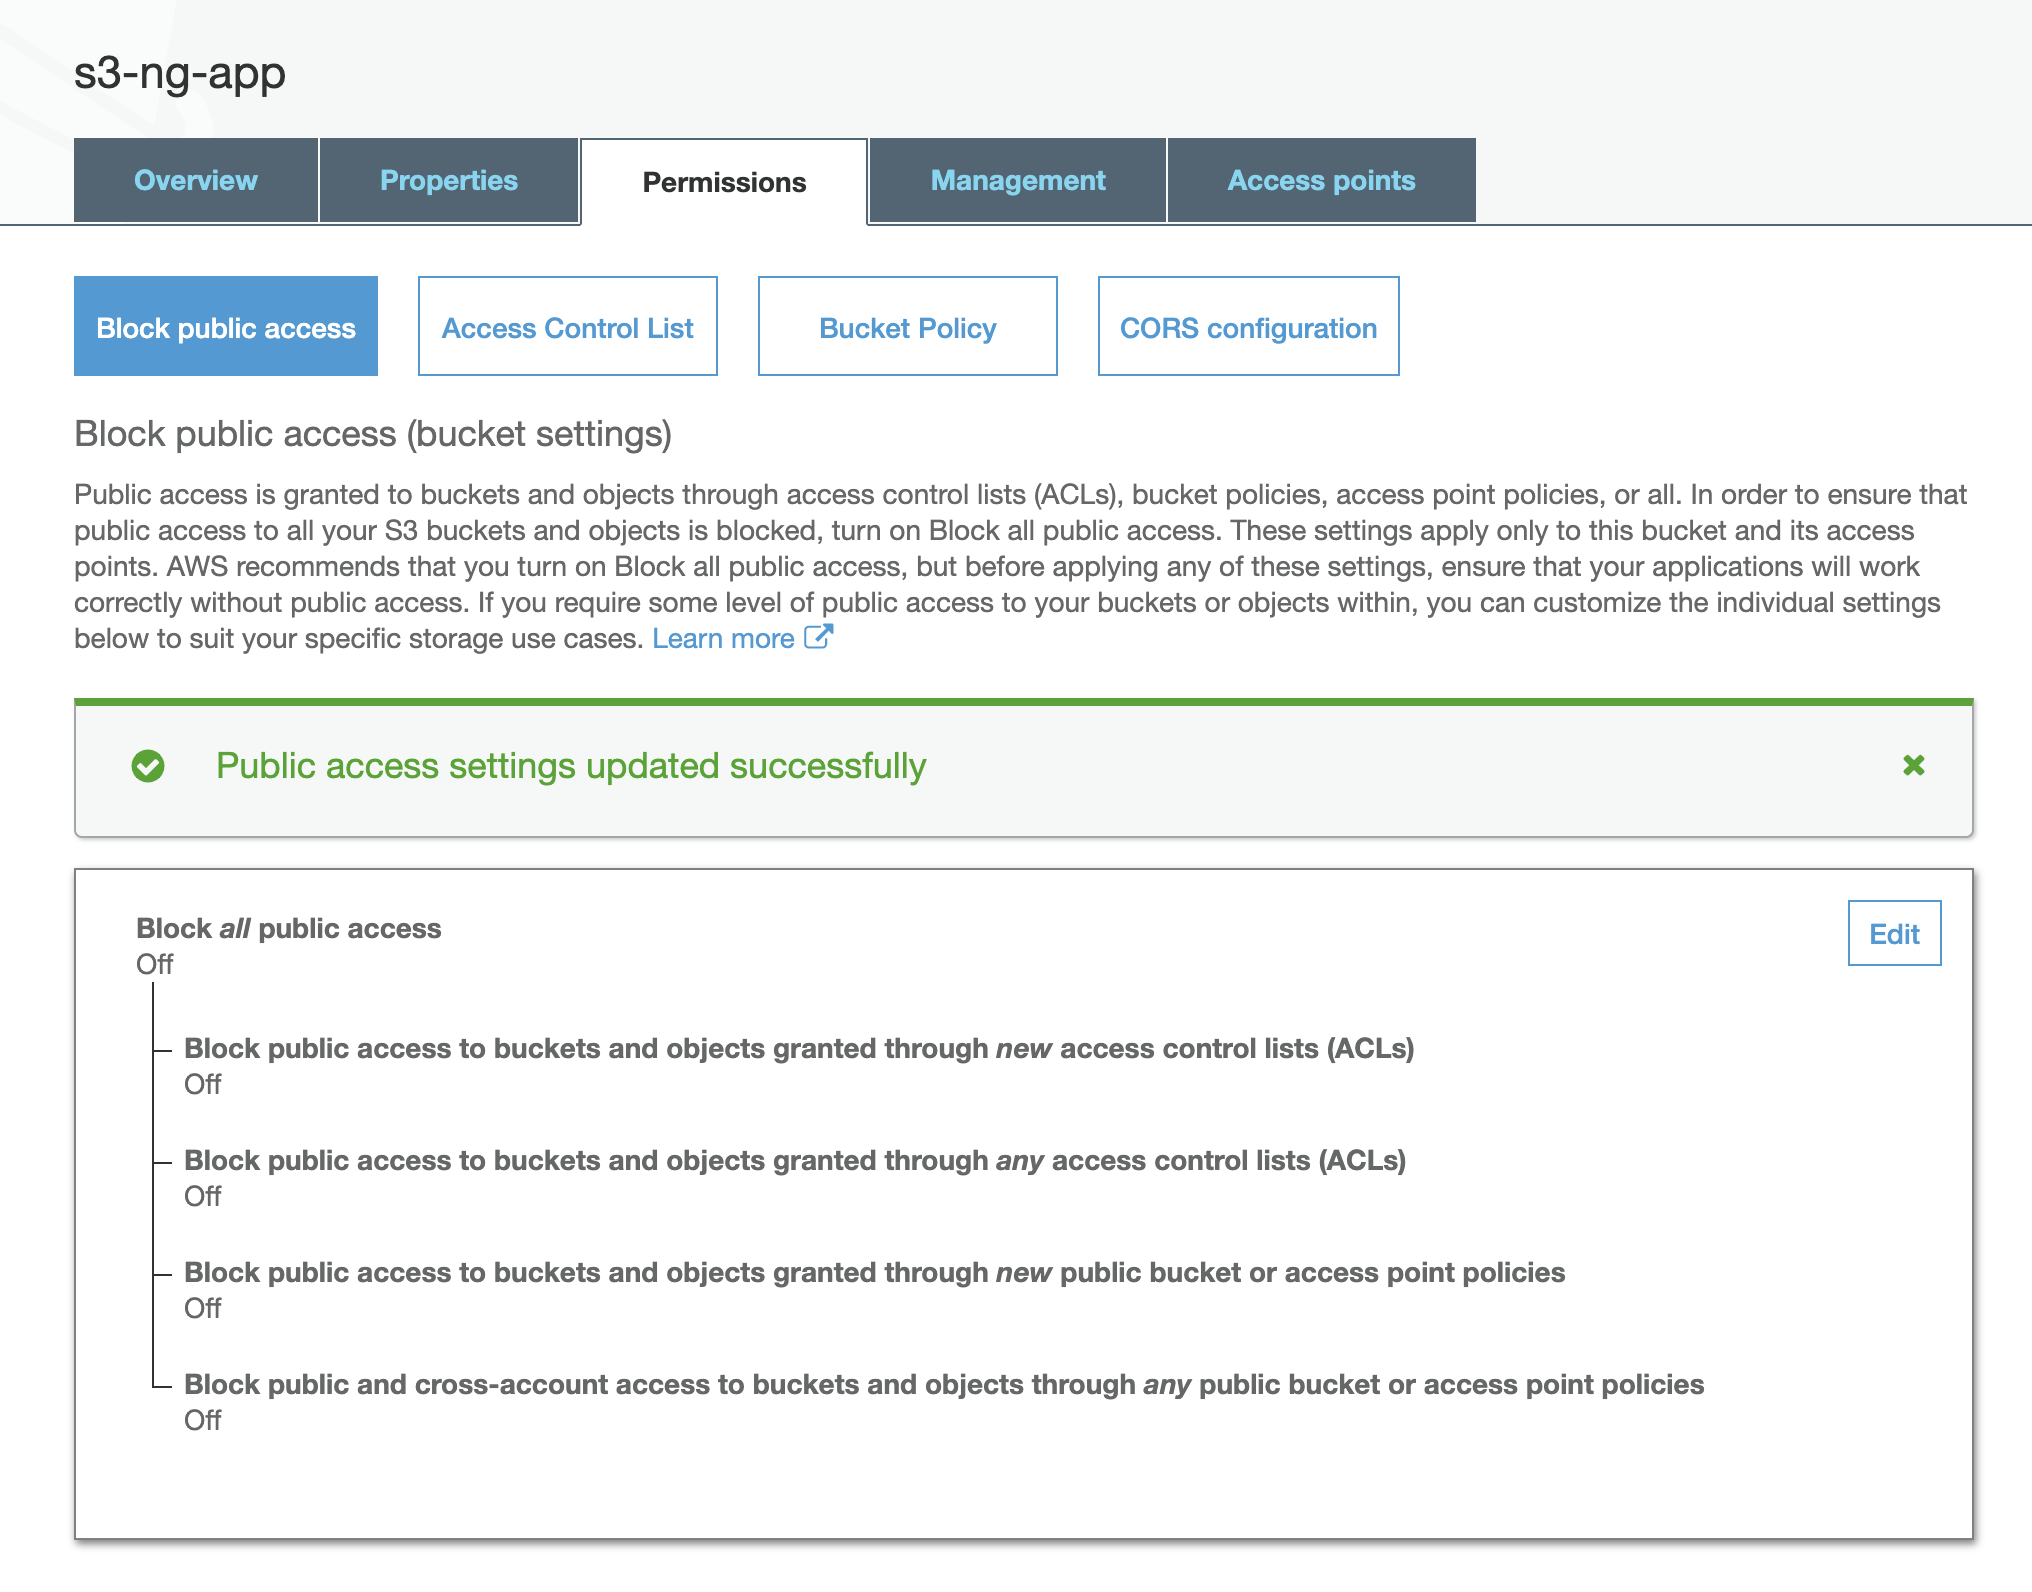 s3-ng-app
Overview
Properties
Permissions
Management
Access points
Block public access
Access Control List
Bucket Policy
CORS configuration
Block public access (bucket settings)
Public access is granted to buckets and objects through access control lists (ACLs), bucket policies, access point policies, or all. In order to ensure that
public access to all your S3 buckets and objects is blocked, turn on Block all public access. These settings apply only to this bucket and its access
points. AWS recommends that you turn on Block all public access, but before applying any of these settings, ensure that your applications will work
correctly without public access. If you require some level of public access to your buckets or objects within, you can customize the individual settings
below to suit your specific storage use cases. Learn more
Public access settings updated successfully
Block all public access
Edit
Off
Block public access to buckets and objects granted through new access control lists (ACLs)
Off
Block public access to buckets and objects granted through any access control lists (ACLs)
Off
Block public access to buckets and objects granted through new public bucket or access point policies
Off
Block public and cross-account access to buckets and objects through any public bucket or access point policies
Off